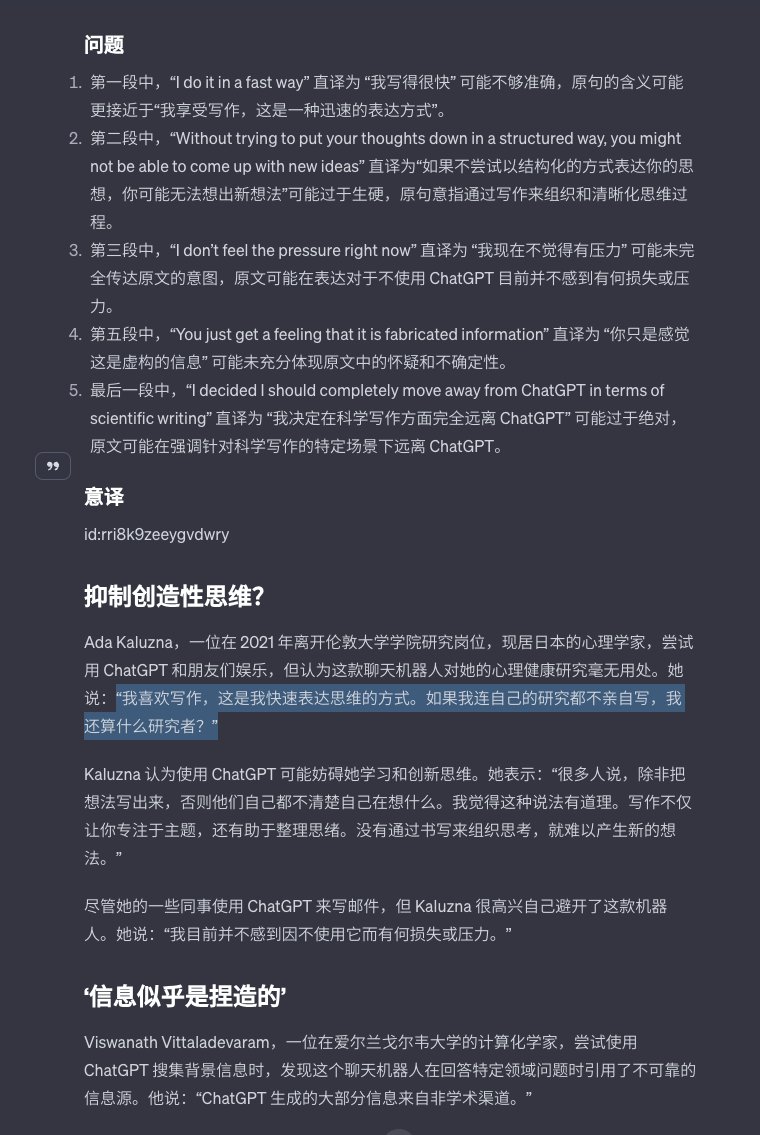 问题
1. 第一段中，“I do it in a fast way” 直译为 “我写得很快” 可能不够准确，原句的含义可能
更接近于“我享受写作，这是一种迅速的表达方式”。
2. 第二段中，“Without trying to put your thoughts down in a structured way, you might
not be able to come up with new ideas” 直译为“如果不尝试以结构化的方式表达你的思
想，你可能无法想出新想法”可能过于生硬，原句意指通过写作来组织和清晰化思维过
程。
3. 第三段中，“I don’t feel the pressure right now” 直译为 “我现在不觉得有压力” 可能未完
全传达原文的意图，原文可能在表达对于不使用 ChatGPT 目前并不感到有何损失或压
力。
4. 第五段中，“You just get a feeling that it is fabricated information” 直译为 “你只是感觉
这是虚构的信息” 可能未充分体现原文中的怀疑和不确定性。
5. 最后一段中，“I decided I should completely move away from ChatGPT in terms of
scientific writing” 直译为 “我决定在科学写作方面完全远离 ChatGPT” 可能过于绝对，
原文可能在强调针对科学写作的特定场景下远离 ChatGPT。
意译
id:rri8k9zeeygvdwry
抑制创造性思维？
Ada Kaluzna，一位在 2021 年离开伦敦大学学院研究岗位，现居日本的心理学家，尝试
用 ChatGPT 和朋友们娱乐，但认为这款聊天机器人对她的心理健康研究毫无用处。她
说：“我喜欢写作，这是我快速表达思维的方式。如果我连自己的研究都不亲自写，我
还算什么研究者？”
Kaluzna 认为使用 ChatGPT 可能妨碍她学习和创新思维。她表示：“很多人说，除非把
想法写出来，否则他们自己都不清楚自己在想什么。我觉得这种说法有道理。写作不仅
让你专注于主题，还有助于整理思绪。没有通过书写来组织思考，就难以产生新的想
法。”
尽管她的一些同事使用 ChatGPT 来写邮件，但 Kaluzna 很高兴自己避开了这款机器
人。她说：“我目前并不感到因不使用它而有何损失或压力。”
‘信息似乎是捏造的’
Viswanath Vittaladevaram，一位在爱尔兰戈尔韦大学的计算化学家，尝试使用
ChatGPT 搜集背景信息时，发现这个聊天机器人在回答特定领域问题时引用了不可靠的
信息源。他说：“ChatGPT 生成的大部分信息来自非学术渠道。”